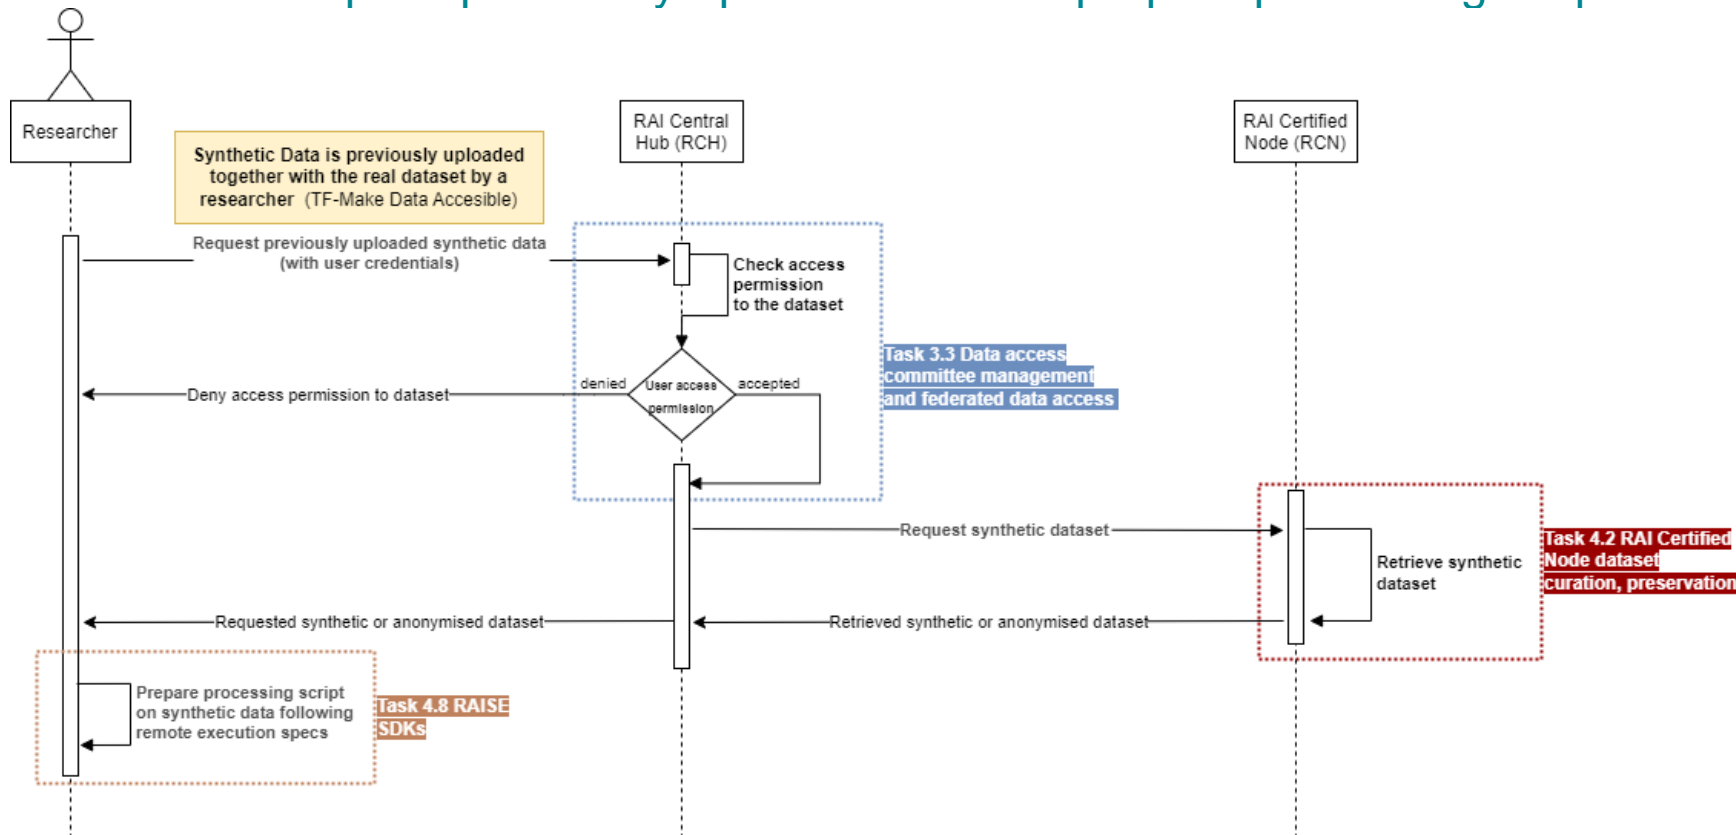 Researcher
RAI Central
Hub (RCH)
RAI Certified
Node (RCN)
Synthetic Data is previously uploaded
together with the real dataset by a
researcher (TF-Make Data Accesible)
Request previously uploaded synthetic data
(with user credentials)
Check access
permission
to the dataset
Task 3.3 Data access
committee management
and federated data access
Deny access permission to dataset
denied
User access
permission
accepted
Request synthetic dataset
Retrieve synthetic
dataset
Task 4.2 RAI Certified
Node dataset
curation, preservation
Requested synthetic or anonymised dataset
Retrieved synthetic or anonymised dataset
Prepare processing script
on synthetic data following
remote execution specs
Task 4.8 RAISE
SDKs